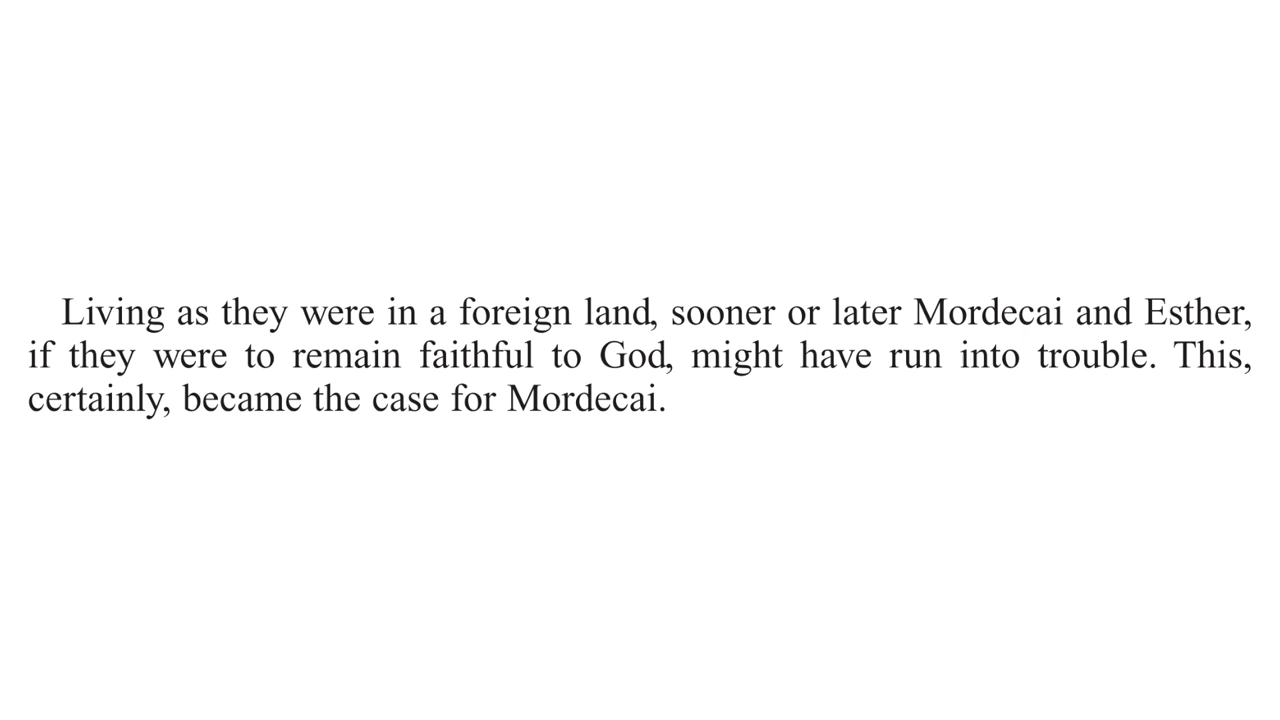 Living as they were in a foreign land, sooner or later Mordecai and Esther,
if they were to remain faithful to God, might have run into trouble. This,
certainly, became the case for Mordecai.